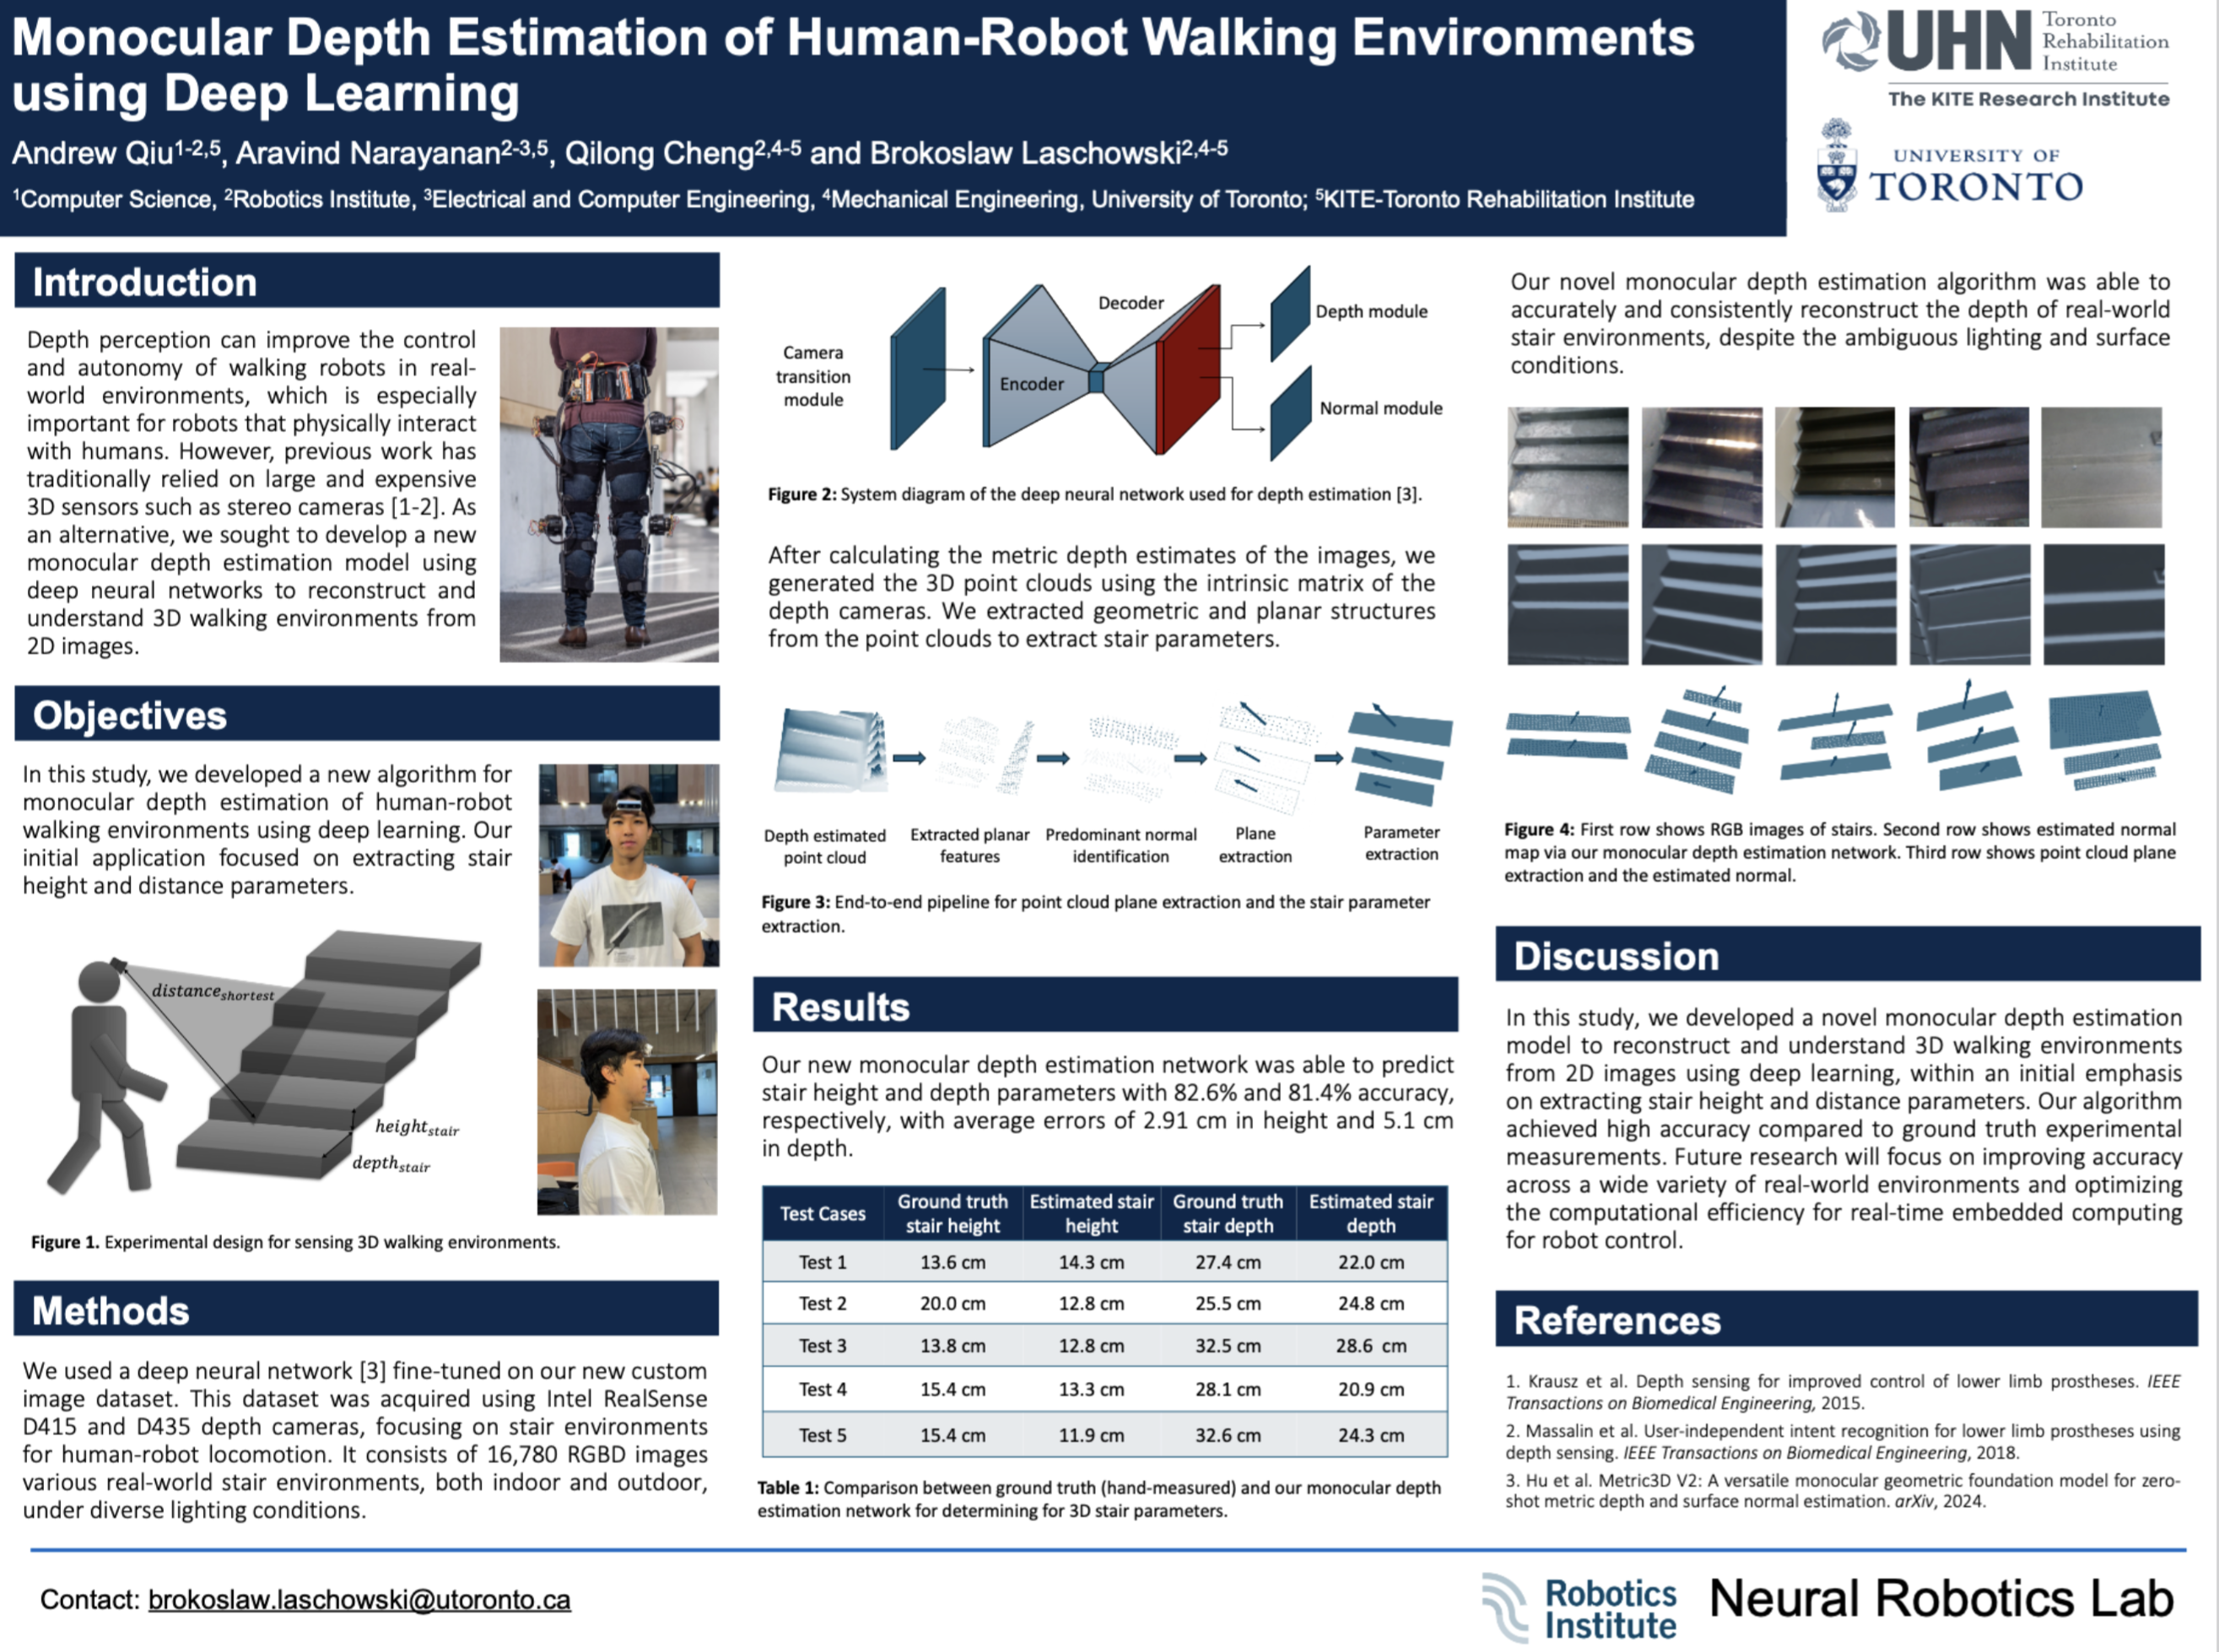 Monocular Depth Estimation of Human-Robot Walking Environments
using Deep Learning
Andrew Qiu1-2,5, Aravind Narayanan2-3,5, Qilong Cheng2,4-5 and Brokoslaw Laschowski2,4-5
1Computer Science, 2Robotics Institute, 3Electrical and Computer Engineering, 4Mechanical Engineering, University of Toronto; 5KITE-Toronto Rehabilitation Institute
UHN
Toronto
Rehabilitation
Institute
The KITE Research Institute
UNIVERSITY OF
TORONTO
Introduction
Depth perception can improve the control
and autonomy of walking robots in real-
world environments, which is especially
important for robots that physically interact
with humans. However, previous work has
traditionally relied on large and expensive
3D sensors such as stereo cameras [1-2]. As
an alternative, we sought to develop a new
monocular depth estimation model using
deep neural networks to reconstruct and
understand 3D walking environments from
2D images.
Objectives
In this study, we developed a new algorithm for
monocular depth estimation of human-robot
walking environments using deep learning. Our
initial application focused on extracting stair
height and distance parameters.
distance shortest
height stair
depth stair
Figure 1. Experimental design for sensing 3D walking environments.
Methods
We used a deep neural network [3] fine-tuned on our new custom
image dataset. This dataset was acquired using Intel RealSense
D415 and D435 depth cameras, focusing on stair environments
for human-robot locomotion. It consists of 16,780 RGBD images
various real-world stair environments, both indoor and outdoor,
under diverse lighting conditions.
Camera
transition
module
Encoder
Decoder
Depth module
Normal module
Figure 2: System diagram of the deep neural network used for depth estimation [3].
After calculating the metric depth estimates of the images, we
generated the 3D point clouds using the intrinsic matrix of the
depth cameras. We extracted geometric and planar structures
from the point clouds to extract stair parameters.
Depth estimated
point cloud
Extracted planar
features
Predominant normal
identification
Plane
extraction
Parameter
extraction
Figure 3: End-to-end pipeline for point cloud plane extraction and the stair parameter
extraction.
Results
Our new monocular depth estimation network was able to predict
stair height and depth parameters with 82.6% and 81.4% accuracy,
respectively, with average errors of 2.91 cm in height and 5.1 cm
in depth.
Test Cases | Ground truth stair height | Estimated stair height | Ground truth stair depth | Estimated stair depth
Test 1 | 13.6 cm | 14.3 cm | 27.4 cm | 22.0 cm
Test 2 | 20.0 cm | 12.8 cm | 25.5 cm | 24.8 cm
Test 3 | 13.8 cm | 12.8 cm | 32.5 cm | 28.6 cm
Test 4 | 15.4 cm | 13.3 cm | 28.1 cm | 20.9 cm
Test 5 | 15.4 cm | 11.9 cm | 32.6 cm | 24.3 cm
Table 1: Comparison between ground truth (hand-measured) and our monocular depth
estimation network for determining for 3D stair parameters.
Our novel monocular depth estimation algorithm was able to
accurately and consistently reconstruct the depth of real-world
stair environments, despite the ambiguous lighting and surface
conditions.
Figure 4: First row shows RGB images of stairs. Second row shows estimated normal
map via our monocular depth estimation network. Third row shows point cloud plane
extraction and the estimated normal.
Discussion
In this study, we developed a novel monocular depth estimation
model to reconstruct and understand 3D walking environments
from 2D images using deep learning, within an initial emphasis
on extracting stair height and distance parameters. Our algorithm
achieved high accuracy compared to ground truth experimental
measurements. Future research will focus on improving accuracy
across a wide variety of real-world environments and optimizing
the computational efficiency for real-time embedded computing
for robot control.
References
1. Krausz et al. Depth sensing for improved control of lower limb prostheses. IEEE
Transactions on Biomedical Engineering, 2015.
2. Massalin et al. User-independent intent recognition for lower limb prostheses using
depth sensing. IEEE Transactions on Biomedical Engineering, 2018.
3. Hu et al. Metric3D V2: A versatile monocular geometric foundation model for zero-
shot metric depth and surface normal estimation. arXiv, 2024.
Contact: brokoslaw.laschowski@utoronto.ca
Robotics
Institute
Neural Robotics Lab